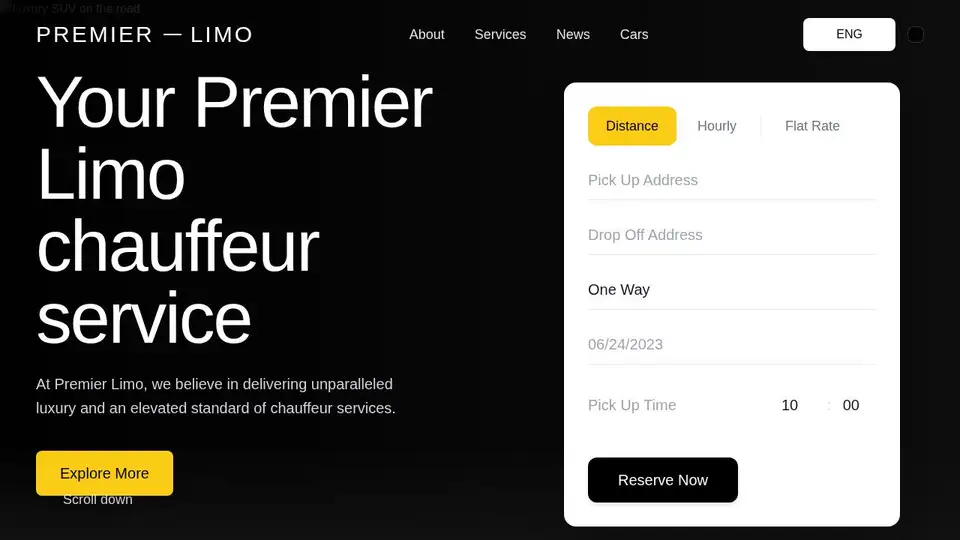 Luxury SUV on the road
PREMIER — LIMO
About
Services
News
Cars
ENG
Your Premier
Limo
chauffeur
service
At Premier Limo, we believe in delivering unparalleled
luxury and an elevated standard of chauffeur services.
Explore More
Scroll down
Distance
Hourly
Flat Rate
Pick Up Address
Drop Off Address
One Way
06/24/2023
Pick Up Time 10 : 00
Reserve Now